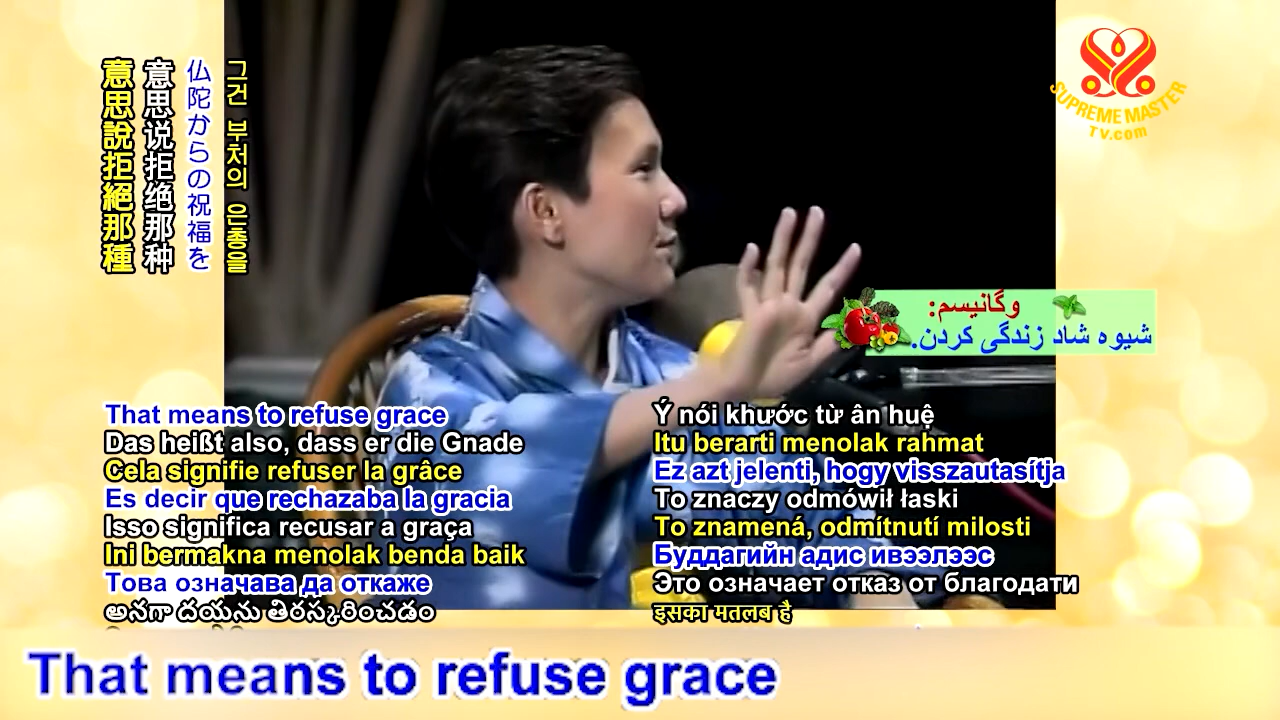 意思說拒絕那種
意思说拒绝那种
仏陀からの祝福を
그건 부처의 은총을
SUPREME MASTER
TV.com
وگانیسم:
شیوه شاد زندگی کردن.
That means to refuse grace
Das heißt also, dass er die Gnade
Cela signifie refuser la grâce
Es decir que rechazaba la gracia
Isso significa recusar a graça
Ini bermakna menolak benda baik
Това означава да откаже
అనగా దయను తిరస్కరించడం
Ý nói khước từ ân huệ
Itu berarti menolak rahmat
Ez azt jelenti, hogy visszautasítja
To znaczy odmówił łaski
To znamená, odmítnutí milosti
Буддагийн адис ивээлээс
Это означает отказ от благодати
इसका मतलब है
That means to refuse grace